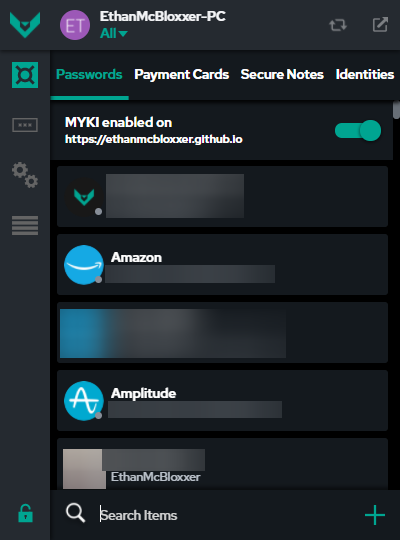 ET
EthanMcBloxxer-PC
All
Passwords Payment Cards Secure Notes Identities
MYKI enabled on
https://ethanmcbloxxer.github.io
Amazon
Amplitude
EthanMcBloxxer
Search Items